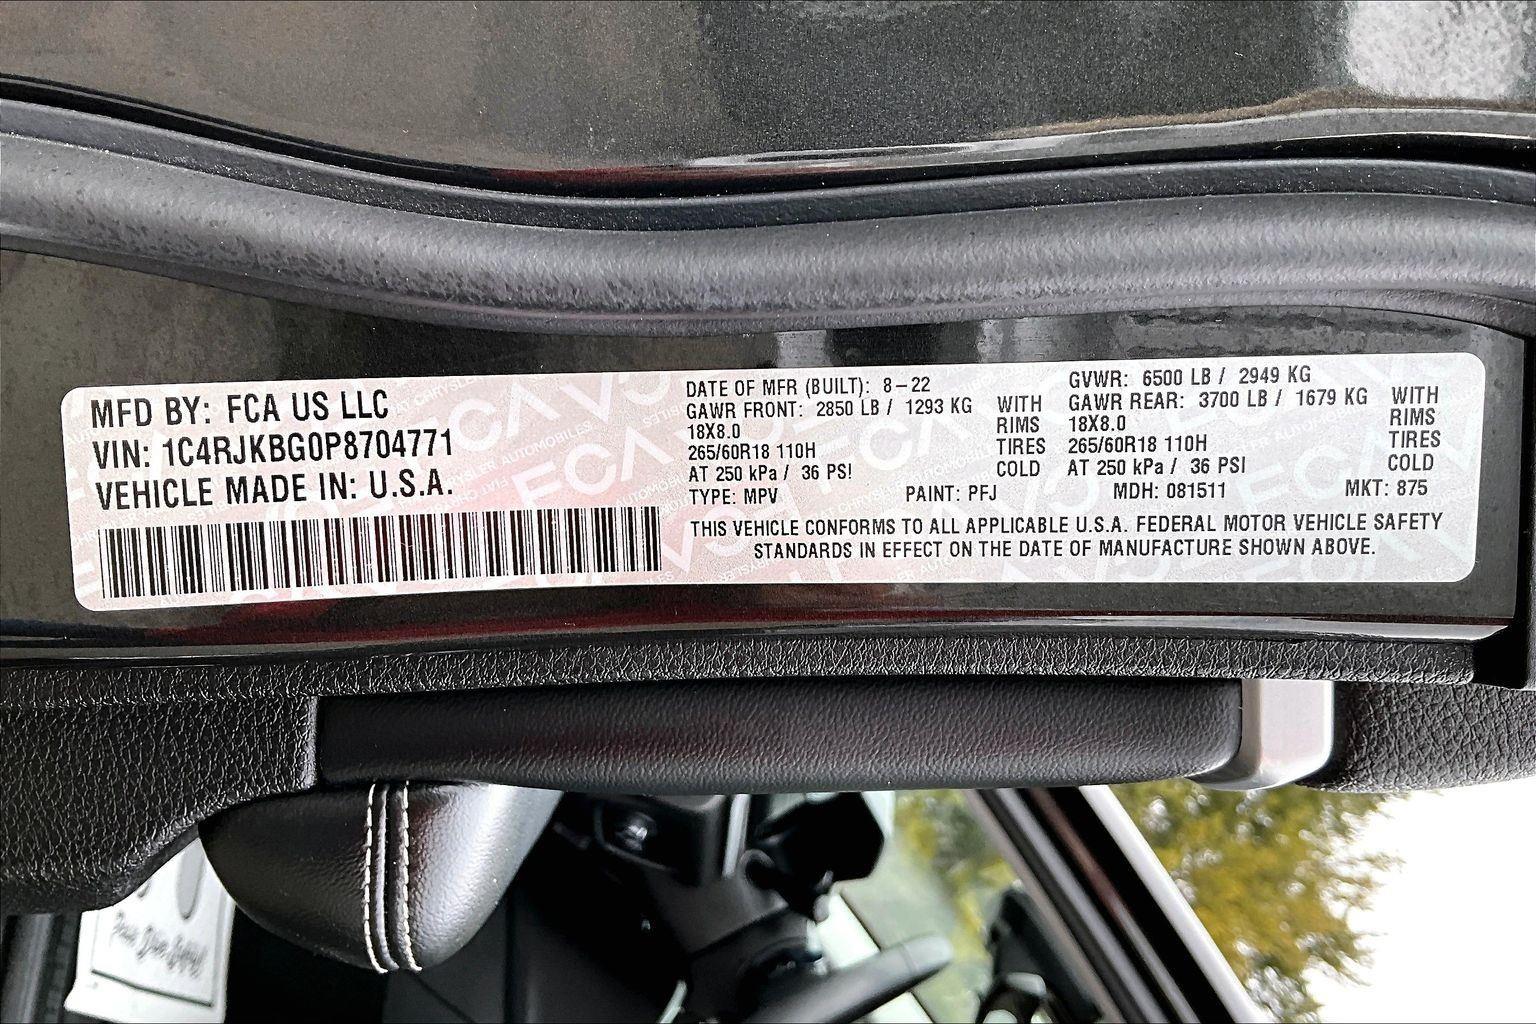 MFD BY: FCA US LLC
VIN: 1C4RJKBG0P8704771
VEHICLE MADE IN: U.S.A.
DATE OF MFR (BUILT): 8-22
GAWR FRONT: 2850 LB / 1293 KG WITH
18X8.0 RIMS
265/60R18 110H TIRES
AT 250 kPa / 36 PSI COLD
GVWR: 6500 LB / 2949 KG
GAWR REAR: 3700 LB / 1679 KG WITH
18X8.0 RIMS
265/60R18 110H TIRES
AT 250 kPa / 36 PSI COLD
TYPE: MPV PAINT: PFJ MDH: 081511 MKT: 875
THIS VEHICLE CONFORMS TO ALL APPLICABLE U.S.A. FEDERAL MOTOR VEHICLE SAFETY
STANDARDS IN EFFECT ON THE DATE OF MANUFACTURE SHOWN ABOVE.
Please Drive Safely!